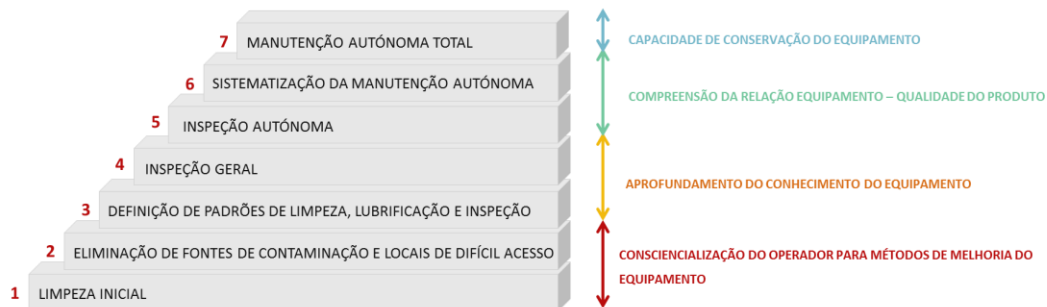 7 MANUTENÇÃO AUTÓNOMA TOTAL
CAPACIDADE DE CONSERVAÇÃO DO EQUIPAMENTO
6 SISTEMATIZAÇÃO DA MANUTENÇÃO AUTÓNOMA
COMPREENSÃO DA RELAÇÃO EQUIPAMENTO – QUALIDADE DO PRODUTO
5 INSPEÇÃO AUTÓNOMA
4 INSPEÇÃO GERAL
APROFUNDAMENTO DO CONHECIMENTO DO EQUIPAMENTO
3 DEFINIÇÃO DE PADRÕES DE LIMPEZA, LUBRIFICAÇÃO E INSPEÇÃO
2 ELIMINAÇÃO DE FONTES DE CONTAMINAÇÃO E LOCAIS DE DIFÍCIL ACESSO
CONSCIENCIALIZAÇÃO DO OPERADOR PARA MÉTODOS DE MELHORIA DO
EQUIPAMENTO
1 LIMPEZA INICIAL